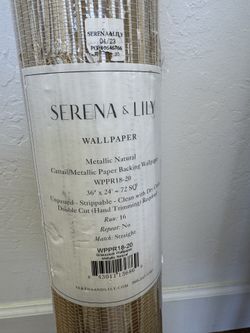 SERENA&LILY
04/23
SERENA & LILY
WALLPAPER
Metallic Natural
Cattail/Metallic Paper Backing Wallpaper
WPPR18-20
36" x 24' = 72 SQF
Unpasted - Strippable - Clean with Dry Cloth
Double Cut (Hand Trimming) Required
Run: 16
Repeat: No
Match: Straight
WPPR18-20
SERENAANDLILY.COM